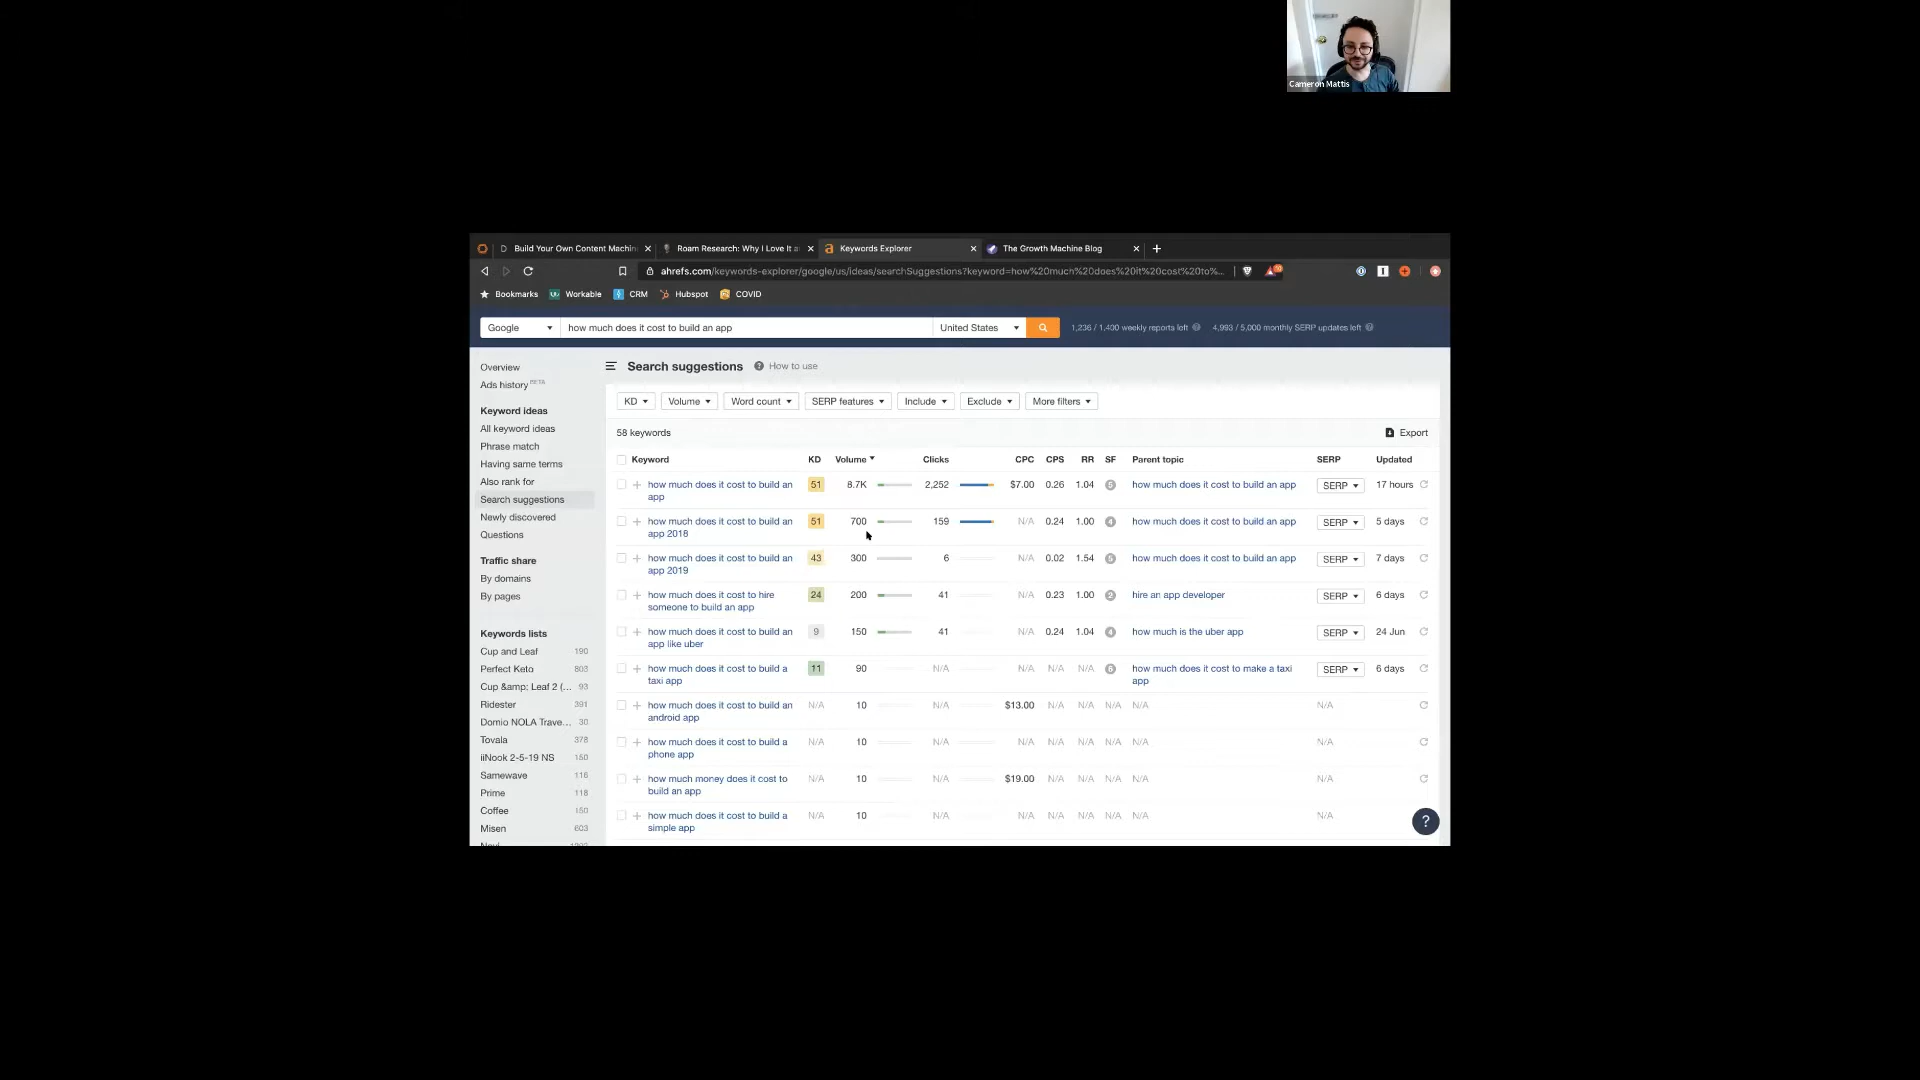 Cameron Mattis
Build Your Own Content Machin
Roam Research: Why I Love It a
Keywords Explorer
The Growth Machine Blog
ahrefs.com/keywords-explorer/google/us/ideas/searchSuggestions?keyword=how%20much%20does%20it%20cost%20to%...
Bookmarks Workable CRM Hubspot COVID
Google how much does it cost to build an app United States 1,236 / 1,400 weekly reports left 4,993 / 5,000 monthly SERP updates left
Overview
Ads history BETA
Keyword ideas
All keyword ideas
Phrase match
Having same terms
Also rank for
Search suggestions
Newly discovered
Questions
Traffic share
By domains
By pages
Keywords lists
Cup and Leaf 190
Perfect Keto 803
Cup &amp; Leaf 2 (... 93
Ridester 391
Domio NOLA Trave... 30
Tovala 378
iiNook 2-5-19 NS 150
Samewave 116
Prime 118
Coffee 150
Misen 603
Search suggestions ? How to use
KD Volume Word count SERP features Include Exclude More filters
58 keywords Export
Keyword KD Volume Clicks CPC CPS RR SF Parent topic SERP Updated
how much does it cost to build an 51 8.7K 2,252 $7.00 0.26 1.04 5 how much does it cost to build an app SERP 17 hours
app
how much does it cost to build an 51 700 159 N/A 0.24 1.00 4 how much does it cost to build an app SERP 5 days
app 2018
how much does it cost to build an 43 300 6 N/A 0.02 1.54 5 how much does it cost to build an app SERP 7 days
app 2019
how much does it cost to hire 24 200 41 N/A 0.23 1.00 2 hire an app developer SERP 6 days
someone to build an app
how much does it cost to build an 9 150 41 N/A 0.24 1.04 4 how much is the uber app SERP 24 Jun
app like uber
how much does it cost to build a 11 90 N/A N/A N/A N/A 6 how much does it cost to make a taxi SERP 6 days
taxi app app
how much does it cost to build an N/A 10 N/A $13.00 N/A N/A N/A N/A N/A
android app
how much does it cost to build a N/A 10 N/A N/A N/A N/A N/A N/A N/A
phone app
how much money does it cost to N/A 10 N/A $19.00 N/A N/A N/A N/A N/A
build an app
how much does it cost to build a N/A 10 N/A N/A N/A N/A N/A N/A N/A
simple app
?